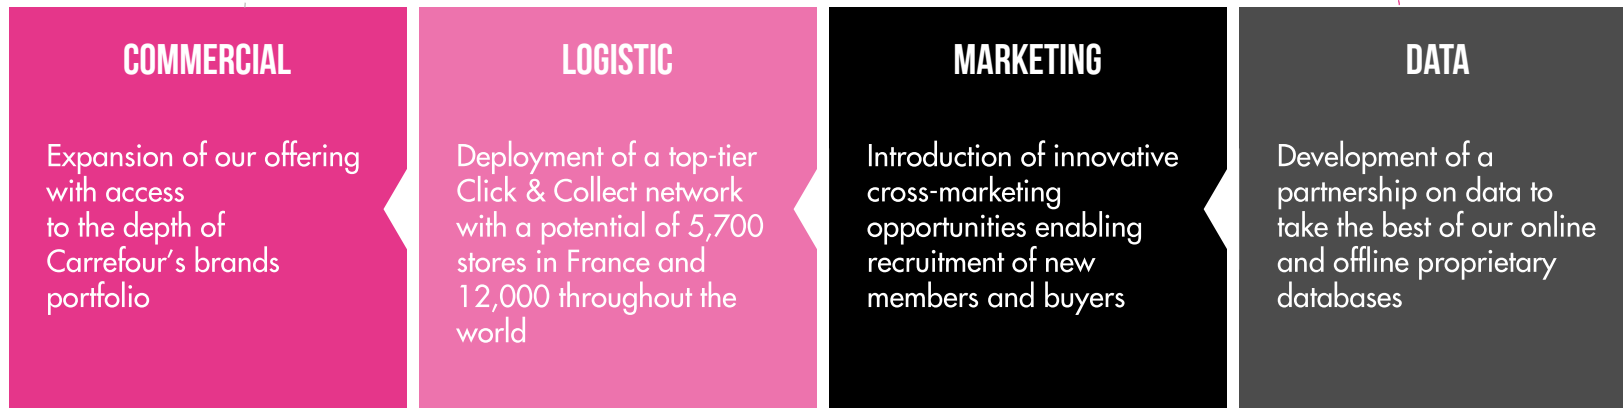 COMMERCIAL
Expansion of our offering
with access
to the depth of
Carrefour's brands
portfolio
LOGISTIC
Deployment of a top-tier
Click & Collect network
with a potential of 5,700
stores in France and
12,000 throughout the
world
MARKETING
Introduction of innovative
cross-marketing
opportunities enabling
recruitment of new
members and buyers
DATA
Development of a
partnership on data to
take the best of our online
and offline proprietary
databases